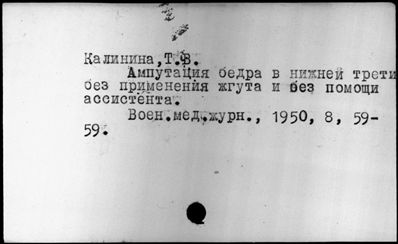 Калинина,Т.Ф.
Ампутация бедра в нижней трети
без применения жгута и без помощи
ассистента.
Воен.мед.журн., 1950, 8, 59-
59.